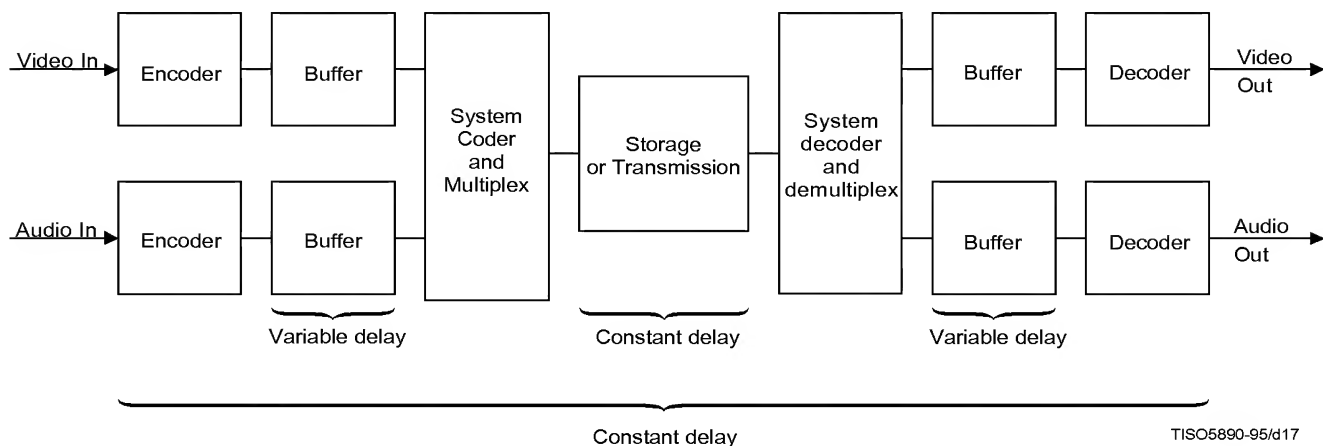 Video In
Encoder
Buffer
System
Coder
and
Multiplex
Storage
or Transmission
System
decoder
and
demultiplex
Buffer
Decoder
Video
Out
Audio In
Encoder
Buffer
Buffer
Decoder
Audio
Out
Variable delay
Constant delay
Variable delay
Constant delay
TISO5890-95/d17